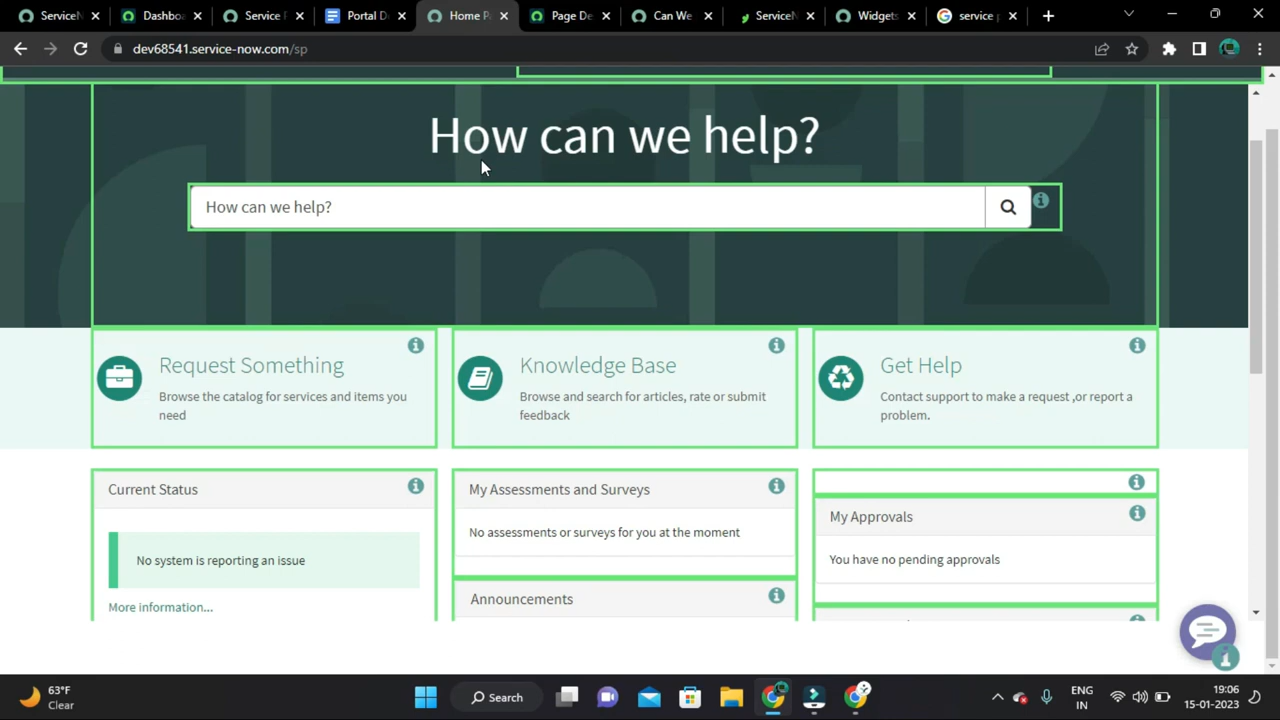 ServiceN
Dashbo
Service
Portal D
Home P
Page De
Can We
ServiceN
Widgets
service
dev68541.service-now.com/sp
How can we help?
How can we help?
Request Something
Browse the catalog for services and items you
need
Knowledge Base
Browse and search for articles, rate or submit
feedback
Get Help
Contact support to make a request ,or report a
problem.
Current Status
My Assessments and Surveys
No assessments or surveys for you at the moment
My Approvals
You have no pending approvals
No system is reporting an issue
More information...
Announcements
63°F
Clear
Search
ENG
IN
19:06
15-01-2023